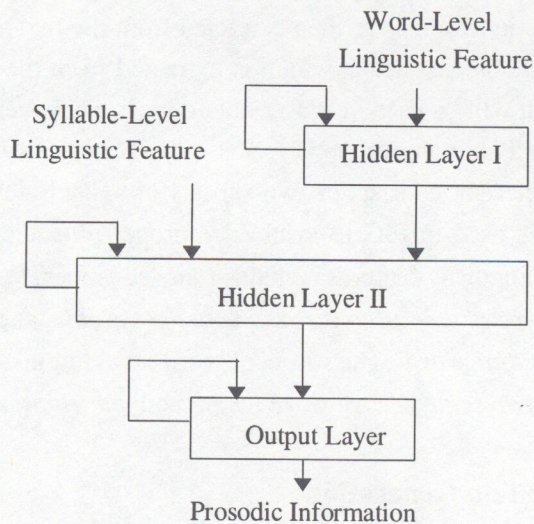 Word-Level
Linguistic Feature
Syllable-Level
Linguistic Feature
Hidden Layer I
Hidden Layer II
Output Layer
Prosodic Information